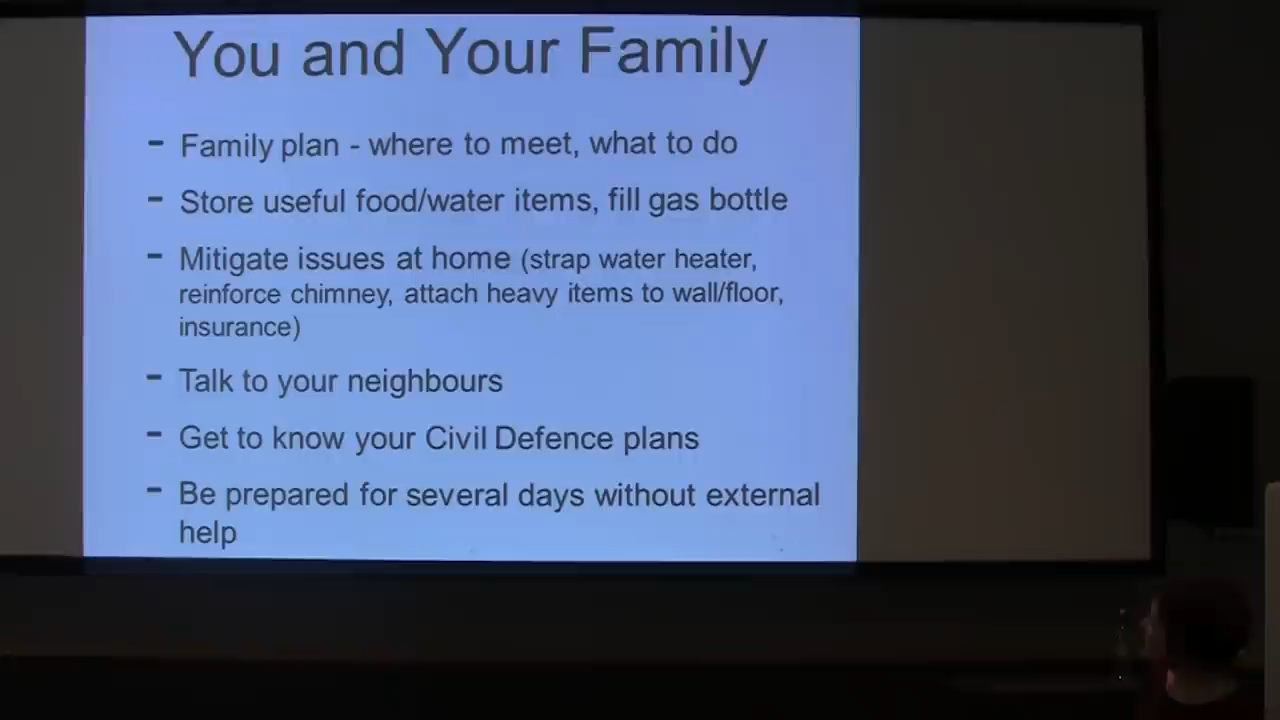 You and Your Family
- Family plan - where to meet, what to do
- Store useful food/water items, fill gas bottle
- Mitigate issues at home (strap water heater,
reinforce chimney, attach heavy items to wall/floor,
insurance)
- Talk to your neighbours
- Get to know your Civil Defence plans
- Be prepared for several days without external
help